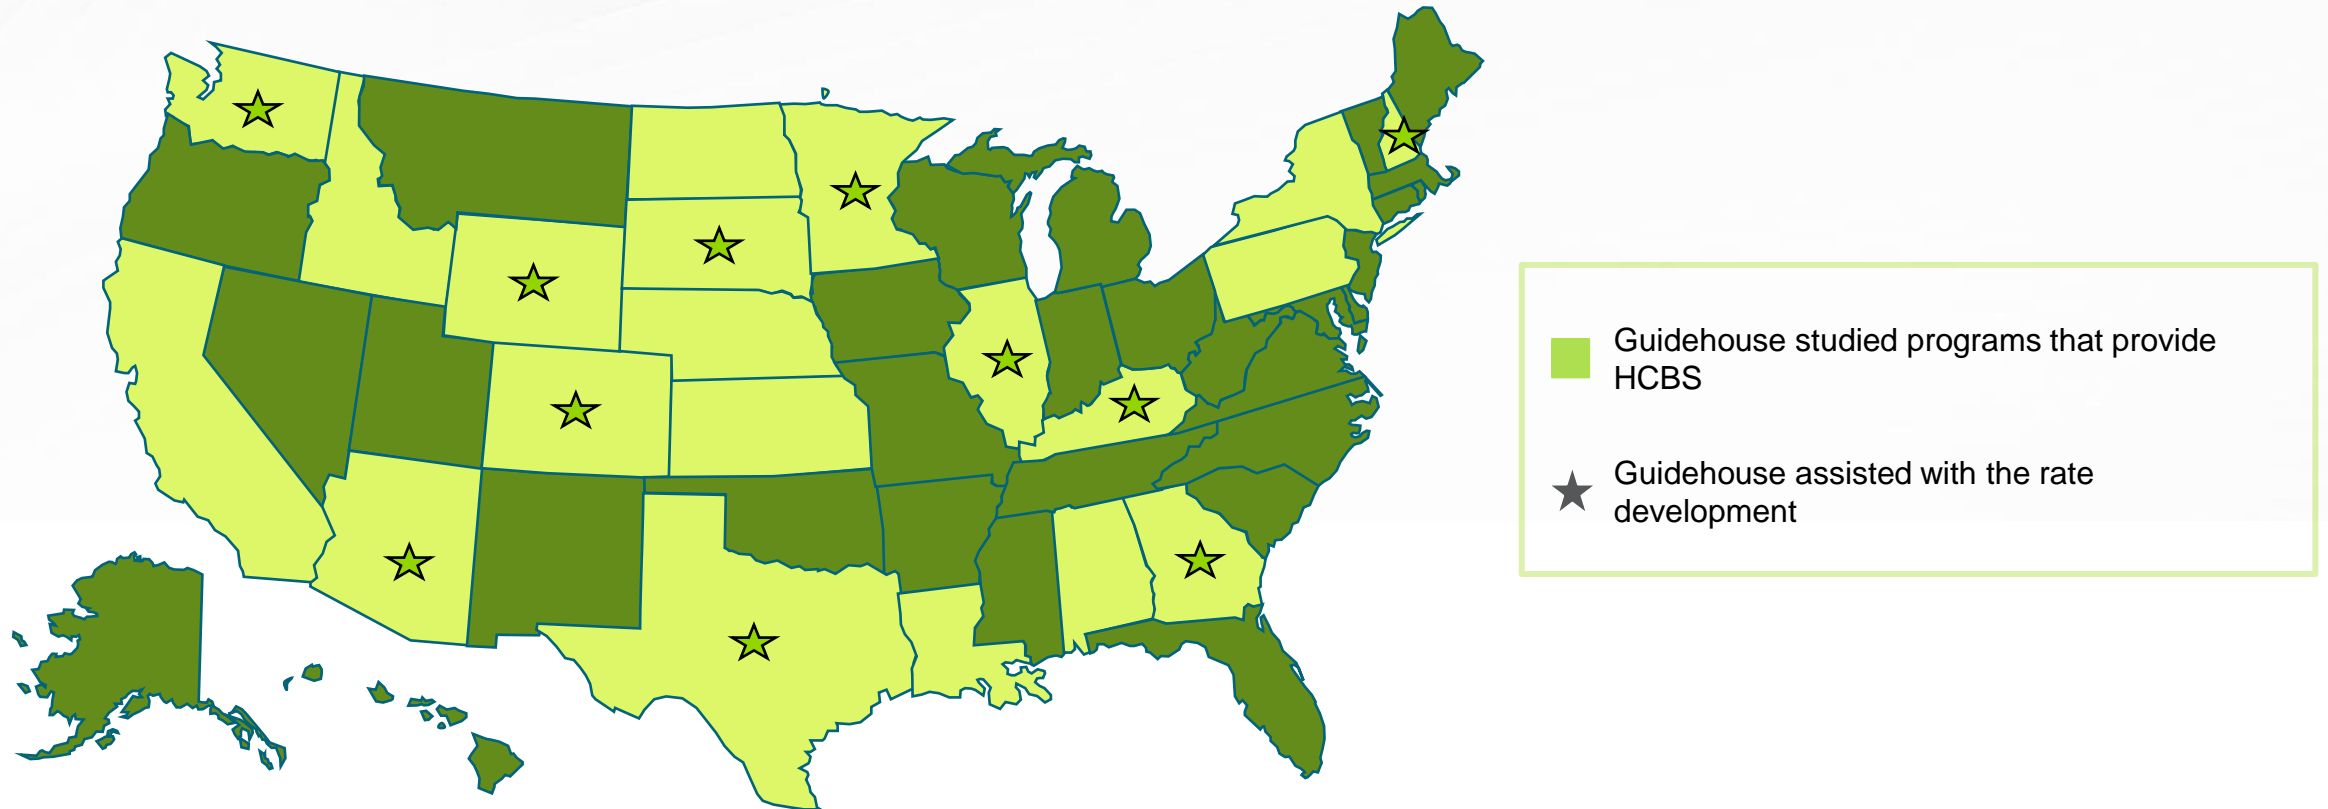 Guidehouse studied programs that provide
HCBS
Guidehouse assisted with the rate
development